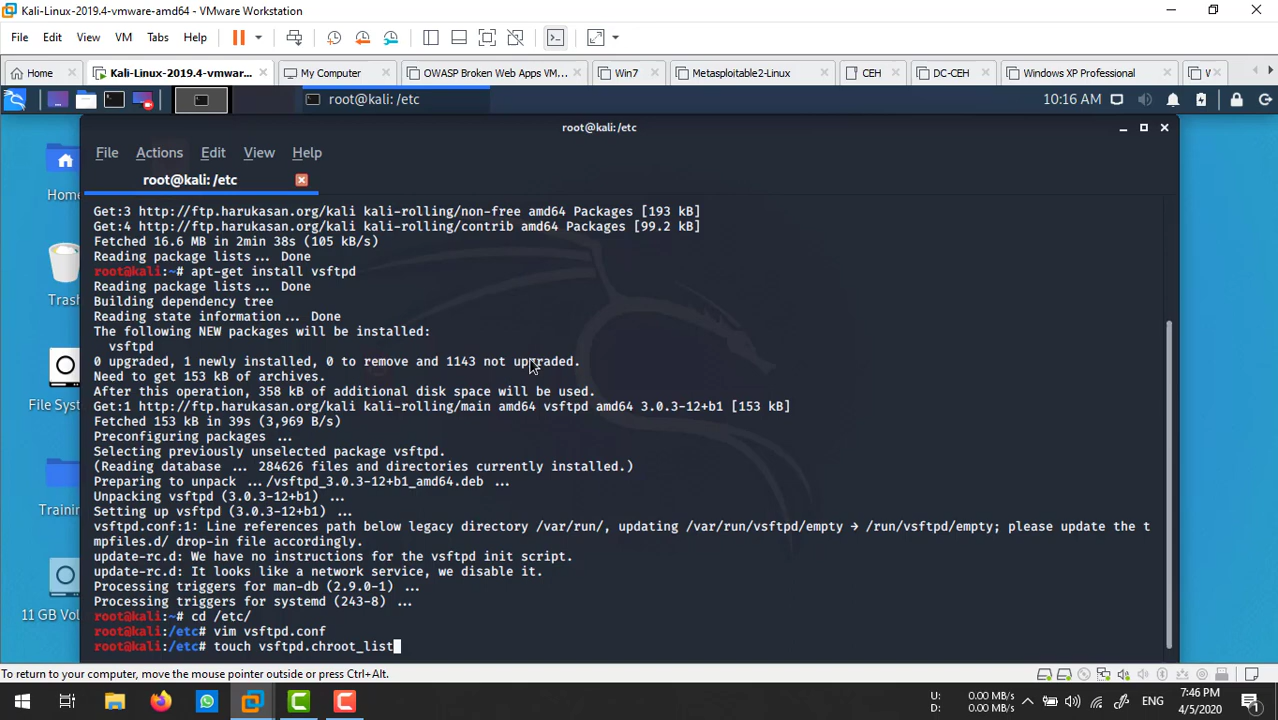 Kali-Linux-2019.4-vmware-amd64 - VMware Workstation
File Edit View VM Tabs Help
Home Kali-Linux-2019.4-vmwar... My Computer OWASP Broken Web Apps VM... Win7 Metasploitable2-Linux CEH DC-CEH Windows XP Professional
root@kali: /etc 10:16 AM
root@kali:/etc
File Actions Edit View Help
root@kali: /etc
Home
Trash
File Sys
Trainin
11 GB Vol
Get:3 http://ftp.harukasan.org/kali kali-rolling/non-free amd64 Packages [193 kB]
Get:4 http://ftp.harukasan.org/kali kali-rolling/contrib amd64 Packages [99.2 kB]
Fetched 16.6 MB in 2min 38s (105 kB/s)
Reading package lists... Done
root@kali:~# apt-get install vsftpd
Reading package lists... Done
Building dependency tree
Reading state information... Done
The following NEW packages will be installed:
vsftpd
0 upgraded, 1 newly installed, 0 to remove and 1143 not upgraded.
Need to get 153 kB of archives.
After this operation, 358 kB of additional disk space will be used.
Get:1 http://ftp.harukasan.org/kali kali-rolling/main amd64 vsftpd amd64 3.0.3-12+b1 [153 kB]
Fetched 153 kB in 39s (3,969 B/s)
Preconfiguring packages ...
Selecting previously unselected package vsftpd.
(Reading database ... 284626 files and directories currently installed.)
Preparing to unpack .../vsftpd_3.0.3-12+b1_amd64.deb ...
Unpacking vsftpd (3.0.3-12+b1) ...
Setting up vsftpd (3.0.3-12+b1) ...
vsftpd.conf:1: Line references path below legacy directory /var/run/, updating /var/run/vsftpd/empty → /run/vsftpd/empty; please update the t
mpfiles.d/ drop-in file accordingly.
update-rc.d: We have no instructions for the vsftpd init script.
update-rc.d: It looks like a network service, we disable it.
Processing triggers for man-db (2.9.0-1) ...
Processing triggers for systemd (243-8) ...
root@kali:~# cd /etc/
root@kali:/etc# vim vsftpd.conf
root@kali:/etc# touch vsftpd.chroot_list
To return to your computer, move the mouse pointer outside or press Ctrl+Alt.
U: 0.00 MB/s
D: 0.00 MB/s
ENG
7:46 PM
4/5/2020